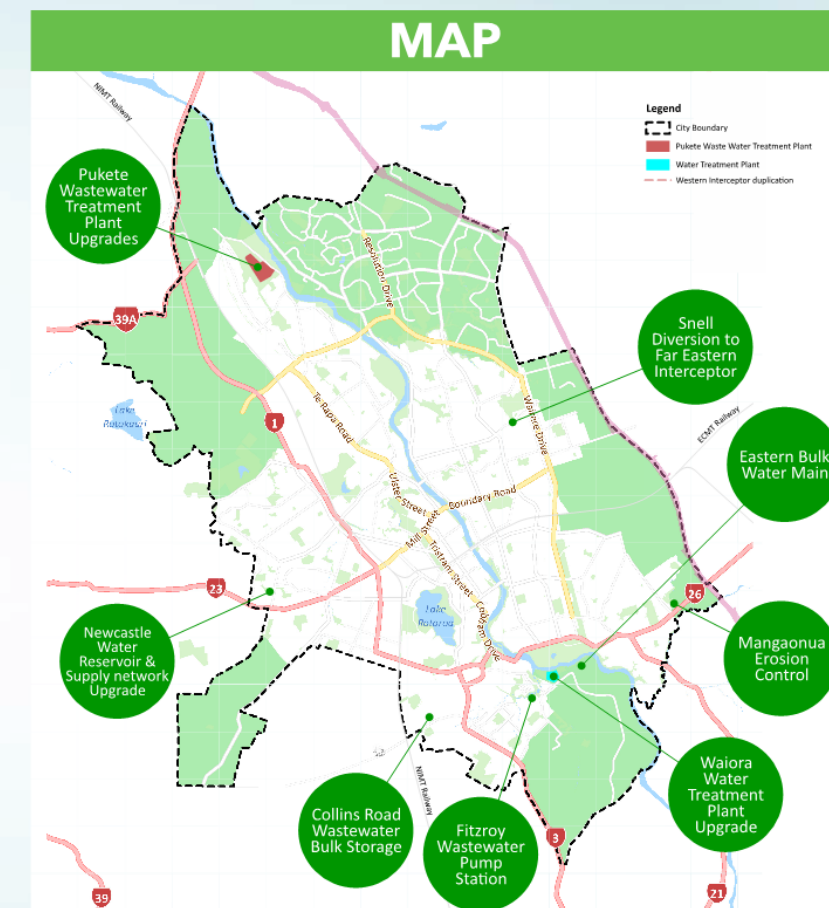 MAP
NIMT Railway
Legend
City Boundary
Pukete Waste Water Treatment Plant
Water Treatment Plant
Western Interceptor duplication
Pukete
Wastewater
Treatment
Plant
Upgrades
Resolution Drive
39A
Snell
Diversion to
Far Eastern
Interceptor
Lake
Rotokauri
1
Te Rapa Road
Wairere Drive
ECMT Railway
Eastern Bulk
Water Main
Ulster Street
Boundary Road
Mill Street
Tristram Street
23
26
Lake
Rotoroa
Cobham Drive
Newcastle
Water
Reservoir &
Supply network
Upgrade
Mangaonua
Erosion
Control
NIMT Railway
Waiora
Water
Treatment
Plant
Upgrade
Collins Road
Wastewater
Bulk Storage
Fitzroy
Wastewater
Pump
Station
3
39
21